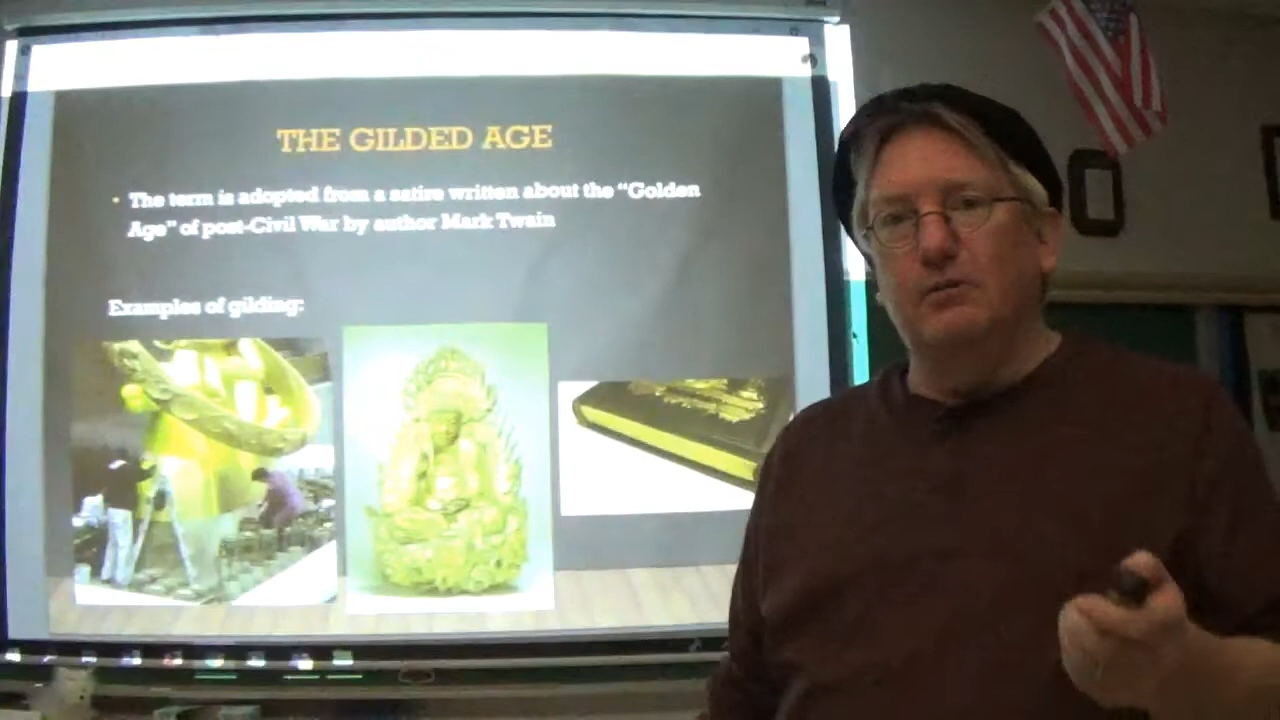 THE GILDED AGE
• The term is adopted from a satire written about the “Golden
Age” of post-Civil War by author Mark Twain
Examples of gilding: